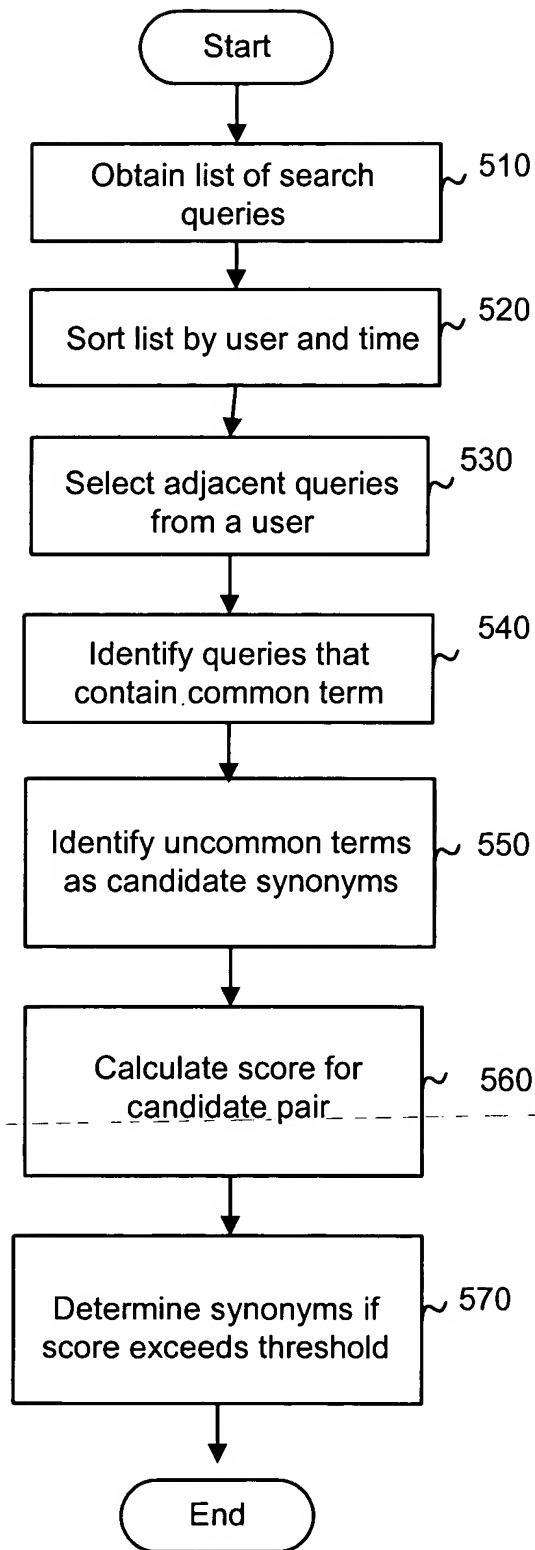 Start
Obtain list of search
queries
510
Sort list by user and time
520
Select adjacent queries
from a user
530
Identify queries that
contain common term
540
Identify uncommon terms
as candidate synonyms
550
Calculate score for
candidate pair
560
Determine synonyms if
score exceeds threshold
570
End